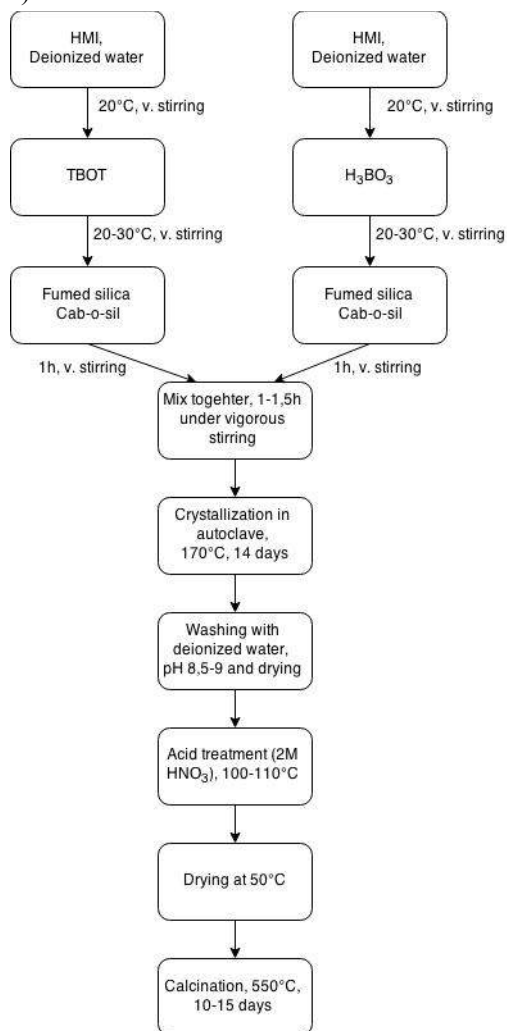 )
HMI,
Deionized water
HMI,
Deionized water
20°C, v. stirring
20°C, v. stirring
TBOT
H₃BO₃
20-30°C, v. stirring
20-30°C, v. stirring
Fumed silica
Cab-o-sil
Fumed silica
Cab-o-sil
1h, v. stirring
1h, v. stirring
Mix togehter, 1-1,5h
under vigorous
stirring
Crystallization in
autoclave,
170°C, 14 days
Washing with
deionized water,
pH 8,5-9 and drying
Acid treatment (2M
HNO₃), 100-110°C
Drying at 50°C
Calcination, 550°C,
10-15 days